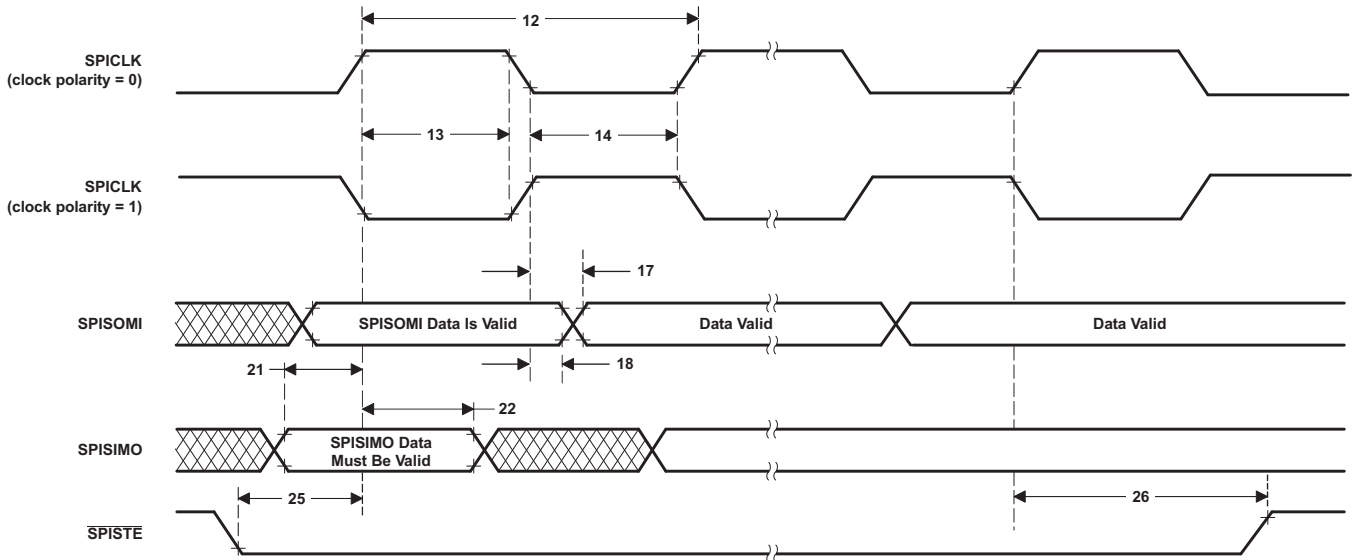 12
SPICLK
(clock polarity = 0)
13
14
SPICLK
(clock polarity = 1)
17
SPISOMI
SPISOMI Data Is Valid
Data Valid
Data Valid
21
18
22
SPISIMO
SPISIMO Data
Must Be Valid
25
26
SPISTE